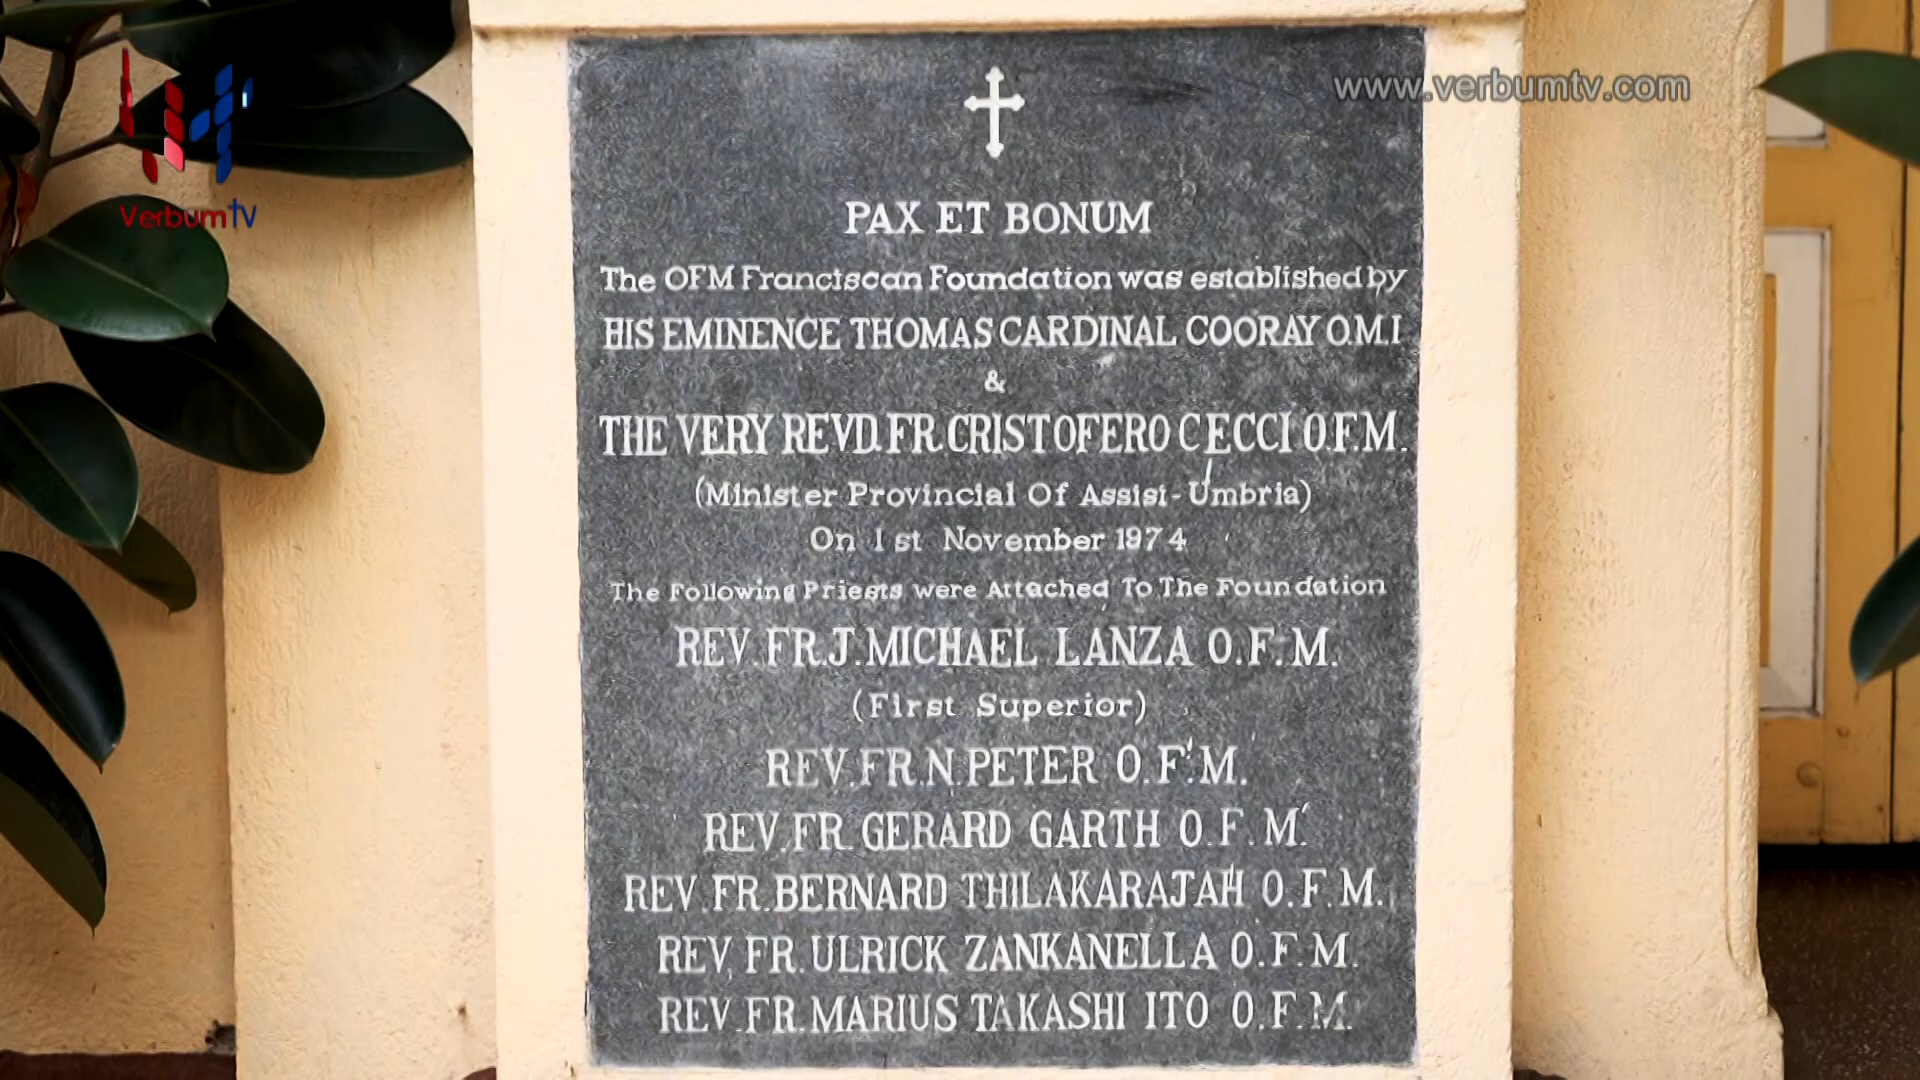 www.verbumtv.com
VerbumTV
PAX ET BONUM
The OFM Franciscan Foundation was established by
HIS EMINENCE THOMAS CARDINAL COORAY O.M.I
&
THE VERY REVD.FR.CRISTOFERO CECCI O.F.M.
(Minister Provincial Of Assisi-Umbria)
On 1st November 1974
The Following Priests were Attached To The Foundation
REV.FR.J.MICHAEL LANZA O.F.M.
(First Superior)
REV.FR.N.PETER O.F.M.
REV.FR.GERARD GARTH O.F.M.
REV.FR.BERNARD THILAKARAJAH O.F.M.
REV.FR.ULRICK ZANKANELLA O.F.M.
REV.FR.MARIUS TAKASHI ITO O.F.M.